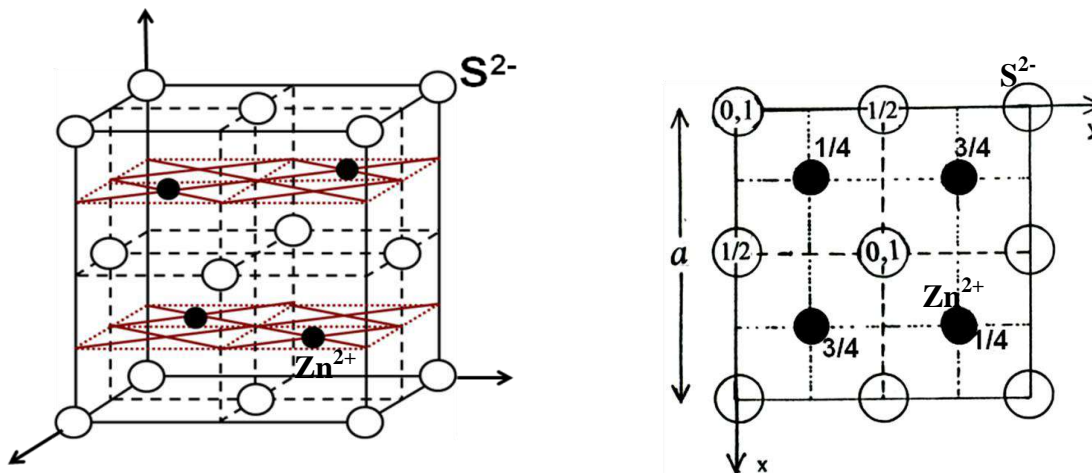 S²⁻
Zn²⁺
S²⁻
0,1 1/2
y
1/4 3/4
a
1/2 0,1
Zn²⁺
3/4 1/4
x